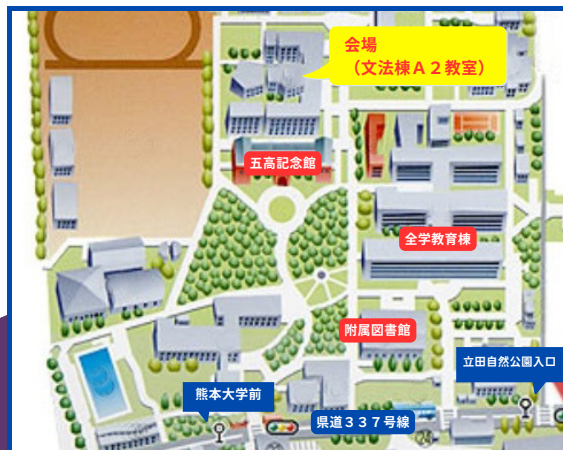 会場
（文法棟Ａ２教室）
五高記念館
全学教育棟
附属図書館
立田自然公園入口
熊本大学前
県道３３７号線